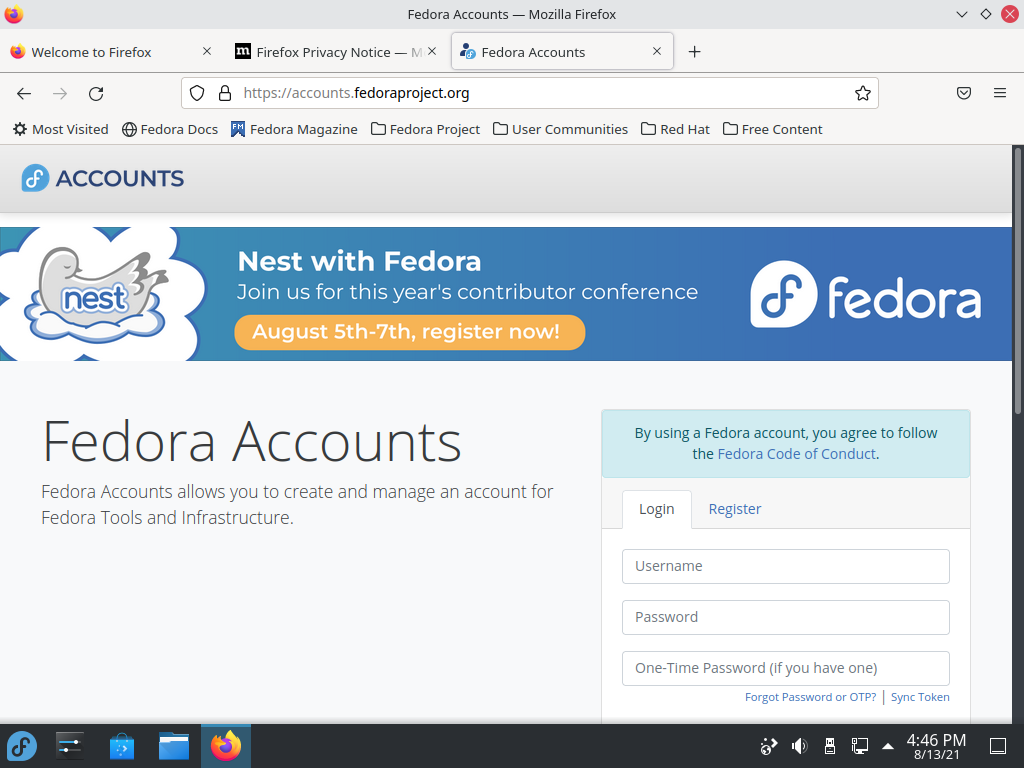 Fedora Accounts — Mozilla Firefox
Welcome to Firefox
Firefox Privacy Notice — M
Fedora Accounts
https://accounts.fedoraproject.org
Most Visited
Fedora Docs
FM
Fedora Magazine
Fedora Project
User Communities
Red Hat
Free Content
ACCOUNTS
nest
Nest with Fedora
Join us for this year's contributor conference
August 5th-7th, register now!
fedora
Fedora Accounts
Fedora Accounts allows you to create and manage an account for
Fedora Tools and Infrastructure.
By using a Fedora account, you agree to follow
the Fedora Code of Conduct.
Login
Register
Username
Password
One-Time Password (if you have one)
Forgot Password or OTP? | Sync Token
4:46 PM
8/13/21